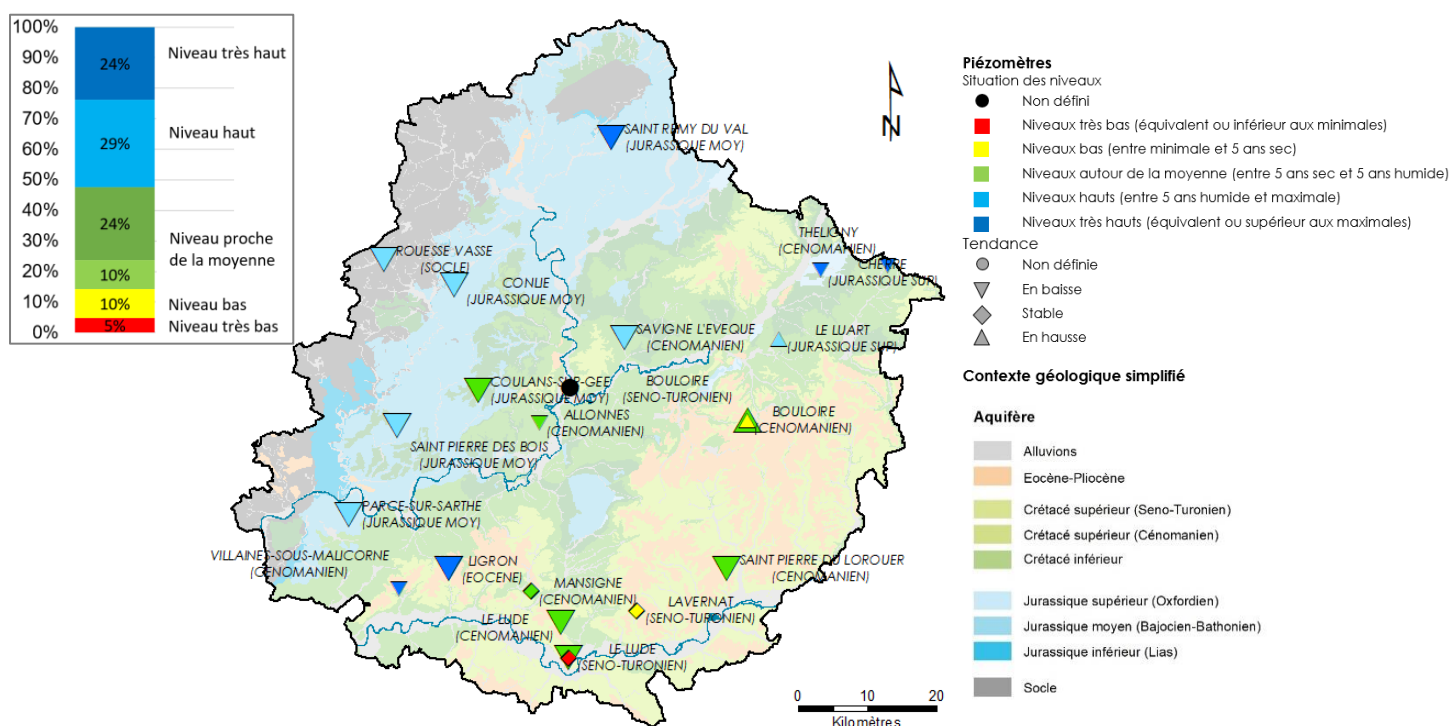 100%
90%
80%
70%
60%
50%
40%
30%
20%
10%
0%
24%
29%
24%
10%
10%
5%
Niveau très haut
Niveau haut
Niveau proche
de la moyenne
Niveau bas
Niveau très bas
N
SAINT REMY DU VAL
(JURASSIQUE MOY)
ROUESSE VASSE
(SOCLE)
CONLIE
(JURASSIQUE MOY)
THELIGNY
(CENOMANIEN)
CHERRE
(JURASSIQUE SUP)
SAVIGNE L'EVEQUE
(CENOMANIEN)
LE LUART
(JURASSIQUE SUP)
COULANS-SUR-GEE
(JURASSIQUE MOY)
BOULOIRE
(SENO-TURONIEN)
ALLONNES
(CENOMANIEN)
BOULOIRE
(CENOMANIEN)
SAINT PIERRE DES BOIS
(JURASSIQUE MOY)
PARCE-SUR-SARTHE
(JURASSIQUE MOY)
VILLAINES-SOUS-MALICORNE
(CENOMANIEN)
LIGRON
(EOCENE)
SAINT PIERRE DU LOROUER
(CENOMANIEN)
MANSIGNE
(CENOMANIEN)
LAVERNAT
(SENO-TURONIEN)
LE LUDE
(CENOMANIEN)
LE LUDE
(SENO-TURONIEN)
0 10 20
Kilomètres
Piézomètres
Situation des niveaux
Non défini
Niveaux très bas (équivalent ou inférieur aux minimales)
Niveaux bas (entre minimale et 5 ans sec)
Niveaux autour de la moyenne (entre 5 ans sec et 5 ans humide)
Niveaux hauts (entre 5 ans humide et maximale)
Niveaux très hauts (équivalent ou supérieur aux maximales)
Tendance
Non définie
En baisse
Stable
En hausse
Contexte géologique simplifié
Aquifère
Alluvions
Eocène-Pliocène
Crétacé supérieur (Seno-Turonien)
Crétacé supérieur (Cénomanien)
Crétacé inférieur
Jurassique supérieur (Oxfordien)
Jurassique moyen (Bajocien-Bathonien)
Jurassique inférieur (Lias)
Socle